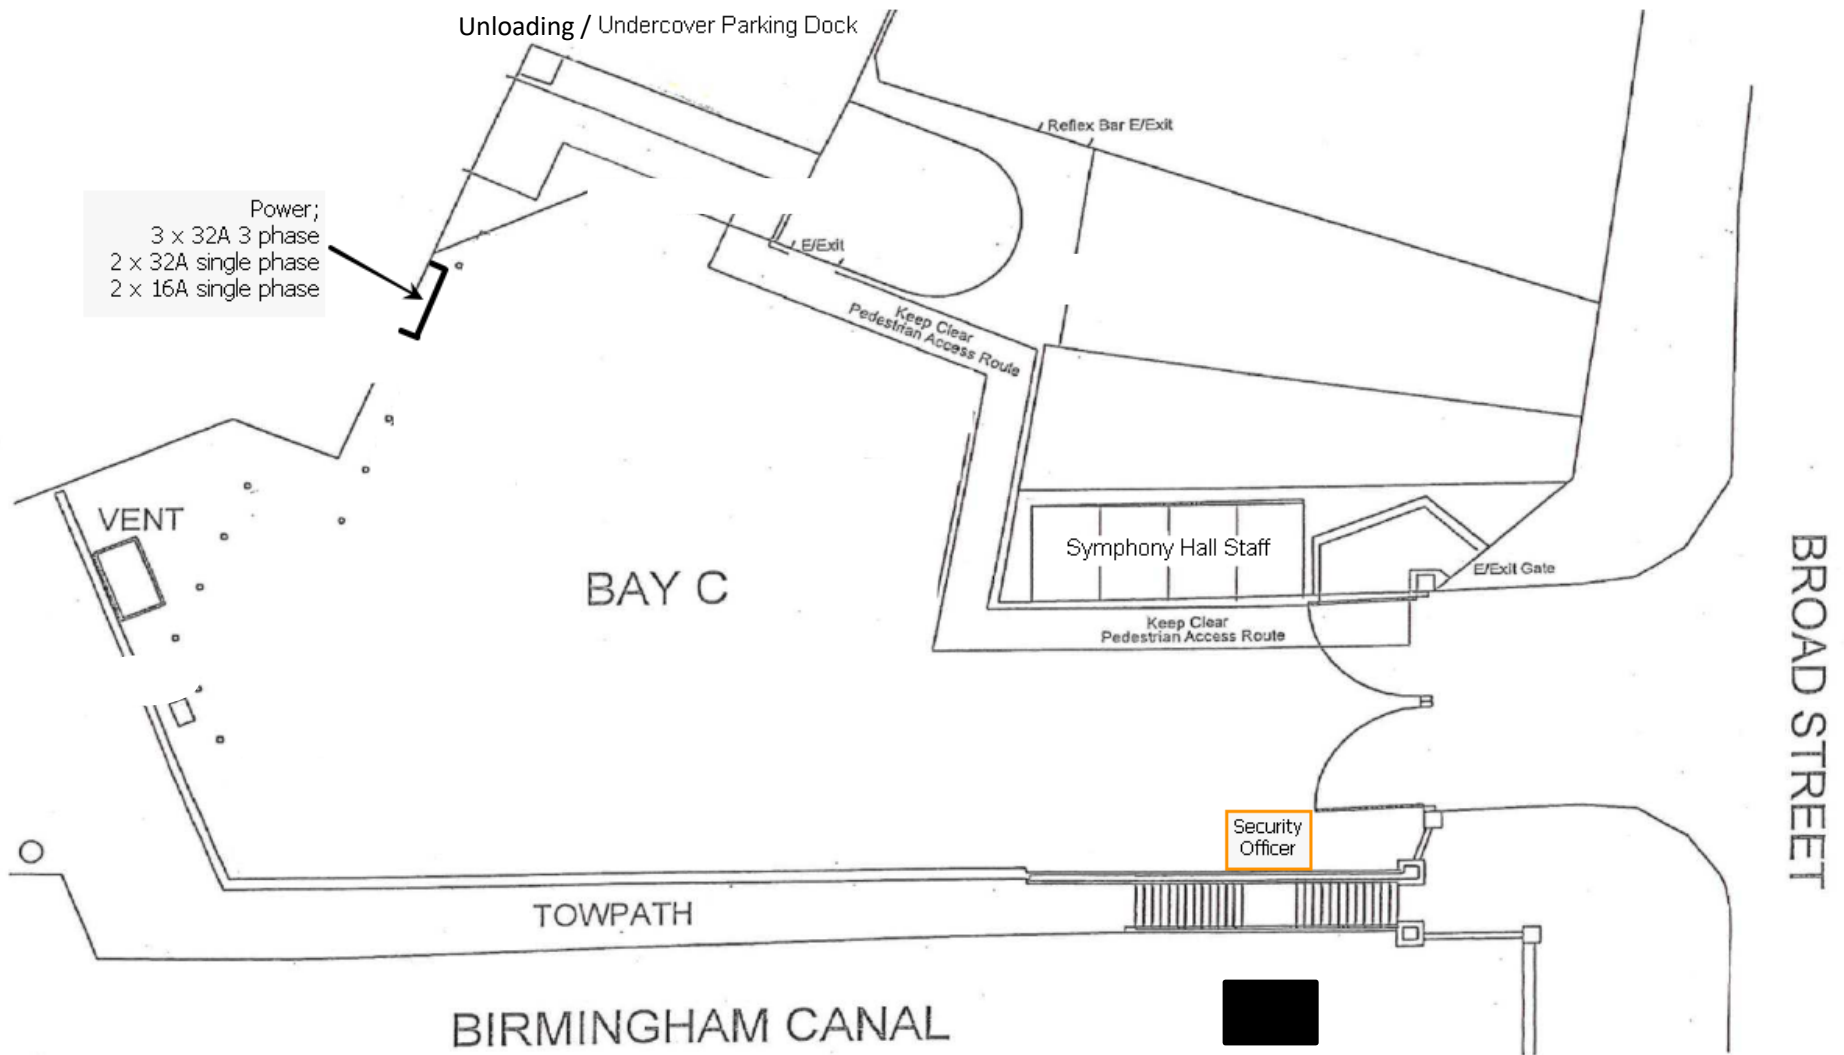 Unloading / Undercover Parking Dock
Reflex Bar E/Exit
Power;
3 x 32A 3 phase
2 x 32A single phase
2 x 16A single phase
E/Exit
Keep Clear
Pedestrian Access Route
VENT
Symphony Hall Staff
E/Exit Gate
BAY C
Keep Clear
Pedestrian Access Route
BROAD STREET
Security
Officer
TOWPATH
BIRMINGHAM CANAL